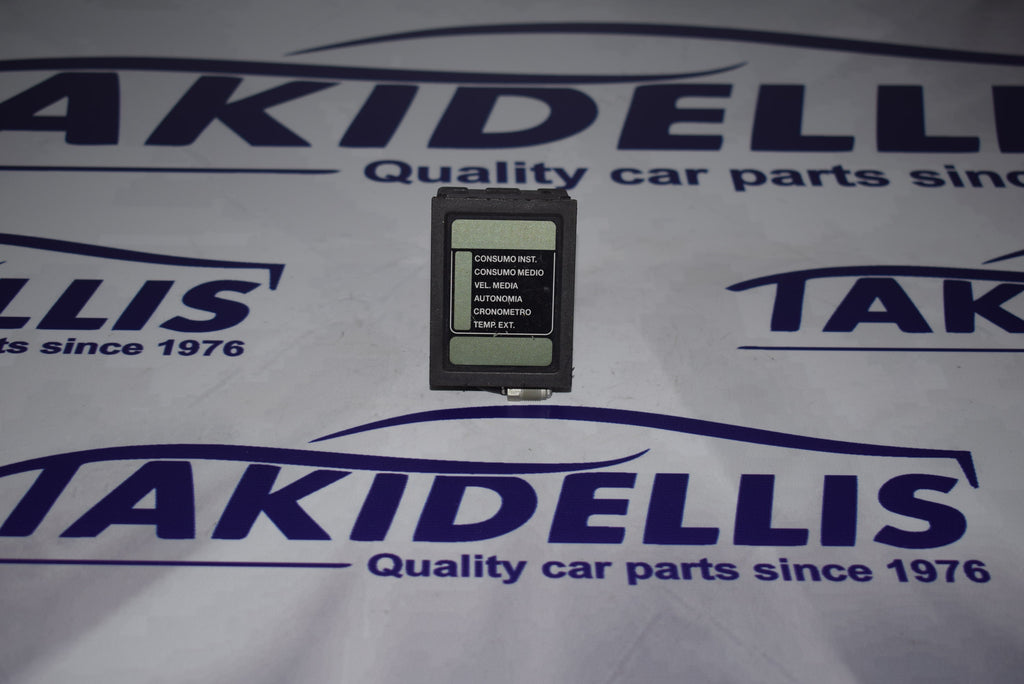 TAKIDELLIS
Quality car parts sinc
CONSUMO INST.
CONSUMO MEDIO
VEL. MEDIA
AUTONOMIA
CRONOMETRO
TEMP. EXT.
LLIS
ts since 1976
TAK
TAKIDELLIS
Quality car parts since 1976